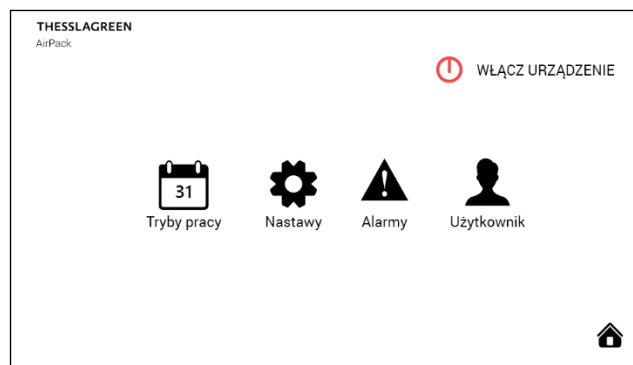 THESSLAGREEN
AirPack
WŁĄCZ URZĄDZENIE
31
Tryby pracy
Nastawy
Alarmy
Użytkownik